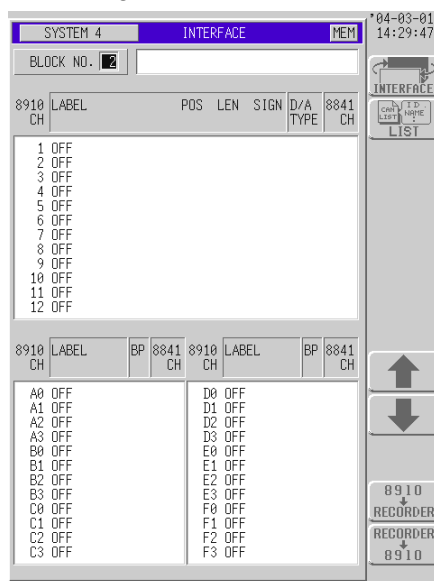 SYSTEM 4 INTERFACE MEM
'04-03-01
14:29:47
BLOCK NO. 2
INTERFACE
CAN LIST I D . NAME
LIST
8910 CH LABEL POS LEN SIGN D/A TYPE 8841 CH
1 OFF
2 OFF
3 OFF
4 OFF
5 OFF
6 OFF
7 OFF
8 OFF
9 OFF
10 OFF
11 OFF
12 OFF
8910 CH LABEL BP 8841 CH 8910 CH LABEL BP 8841 CH
A0 OFF D0 OFF
A1 OFF D1 OFF
A2 OFF D2 OFF
A3 OFF D3 OFF
B0 OFF E0 OFF
B1 OFF E1 OFF
B2 OFF E2 OFF
B3 OFF E3 OFF
C0 OFF F0 OFF
C1 OFF F1 OFF
C2 OFF F2 OFF
C3 OFF F3 OFF
8910
RECORDER
RECORDER
8910